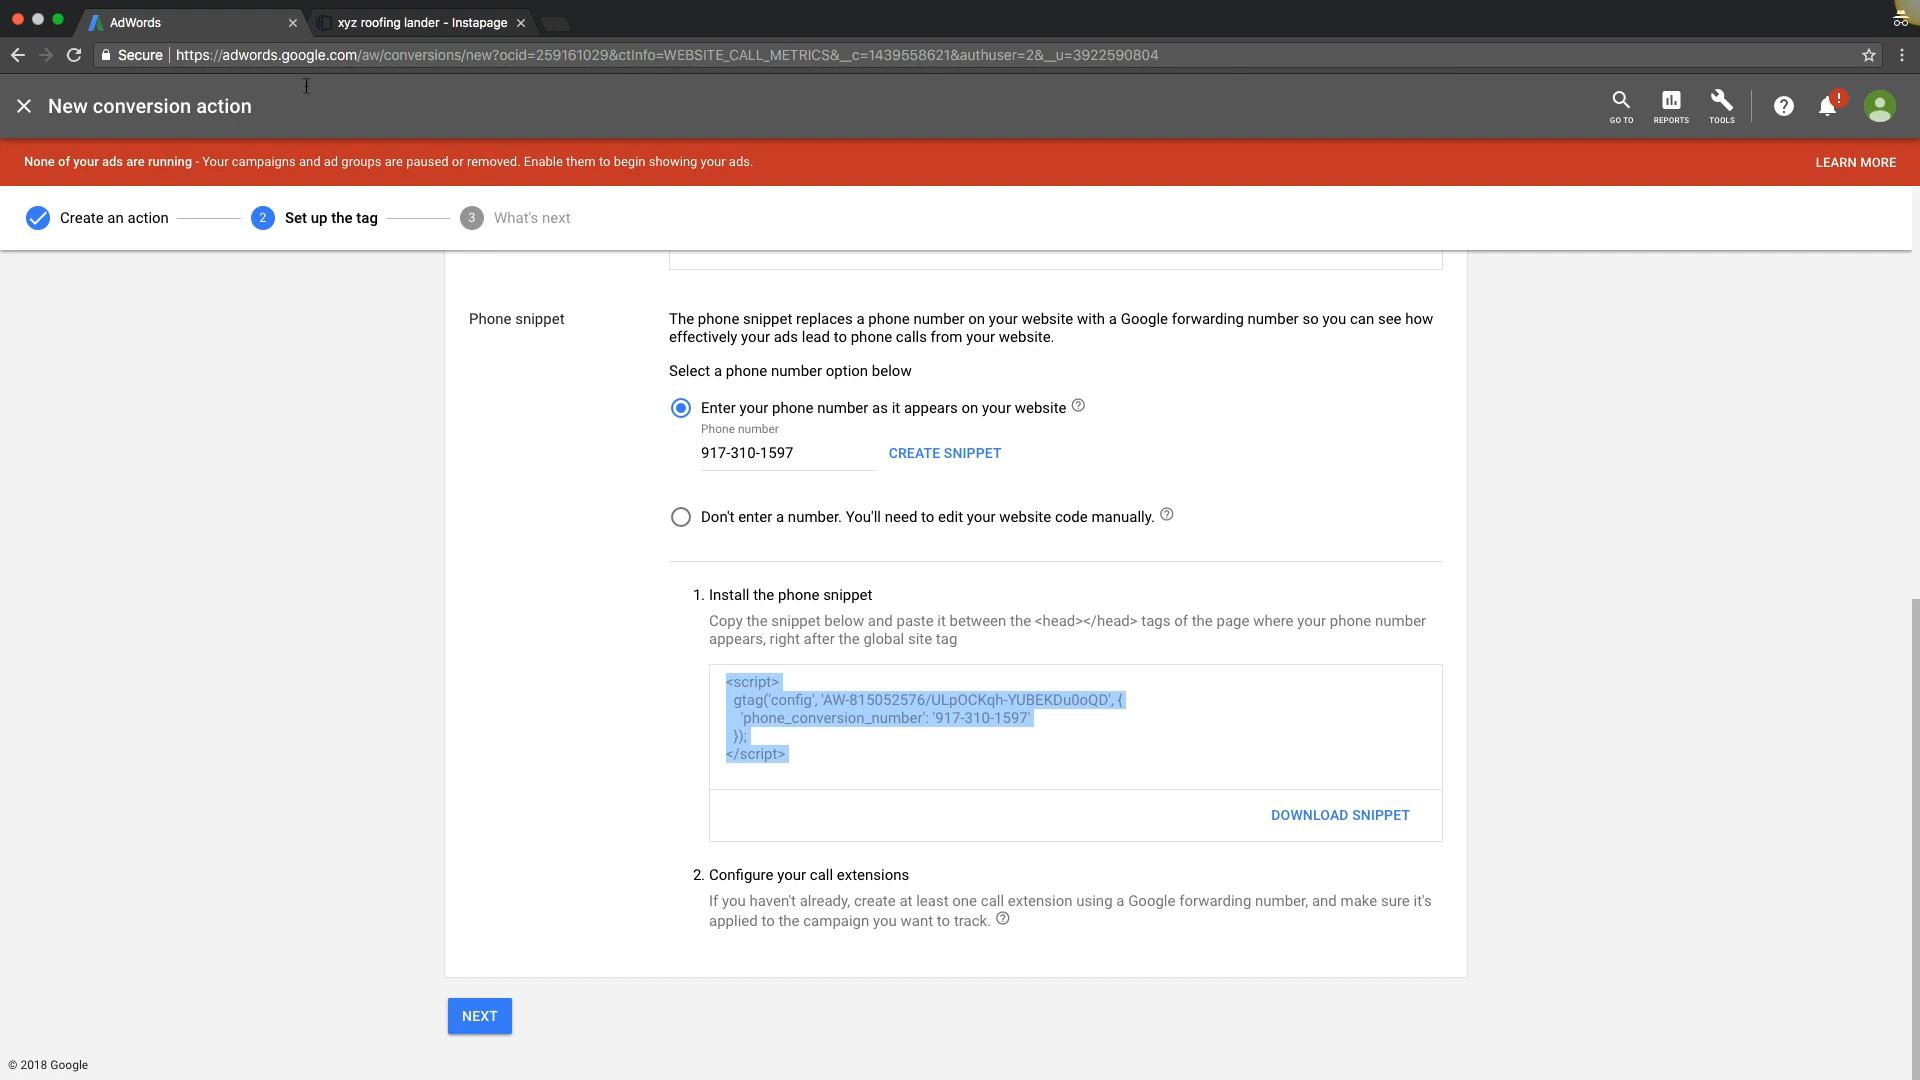 AdWords
xyz roofing lander - Instapage
Secure
https://adwords.google.com/aw/conversions/new?ocid=259161029&ctInfo=WEBSITE_CALL_METRICS&__c=1439558621&authuser=2&__u=3922590804
New conversion action
GO TO
REPORTS
TOOLS
?
!
None of your ads are running - Your campaigns and ad groups are paused or removed. Enable them to begin showing your ads.
LEARN MORE
Create an action
2 Set up the tag
3 What's next
Phone snippet
The phone snippet replaces a phone number on your website with a Google forwarding number so you can see how
effectively your ads lead to phone calls from your website.
Select a phone number option below
Enter your phone number as it appears on your website ?
Phone number
917-310-1597
CREATE SNIPPET
Don't enter a number. You'll need to edit your website code manually. ?
1. Install the phone snippet
Copy the snippet below and paste it between the <head></head> tags of the page where your phone number
appears, right after the global site tag
<script>
gtag('config', 'AW-815052576/ULpOCKqh-YUBEKDu0oQD', {
'phone_conversion_number': '917-310-1597'
});
</script>
DOWNLOAD SNIPPET
2. Configure your call extensions
If you haven't already, create at least one call extension using a Google forwarding number, and make sure it's
applied to the campaign you want to track. ?
NEXT
© 2018 Google